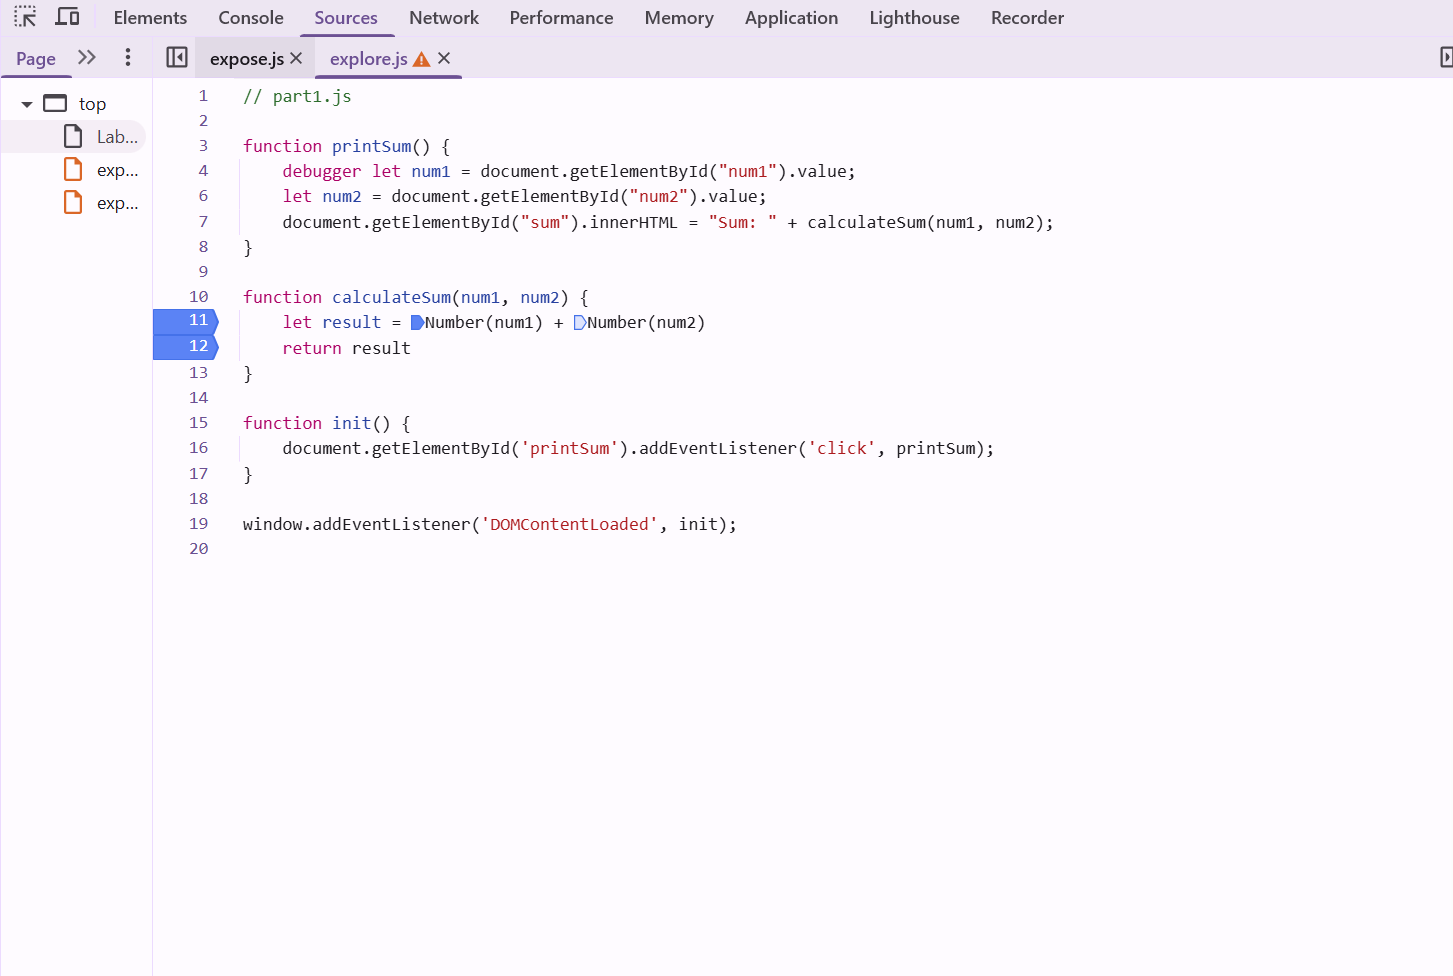 Elements Console Sources Network Performance Memory Application Lighthouse Recorder
Page expose.js explore.js
top
Lab...
exp...
exp...
1 // part1.js
2
3 function printSum() {
4 debugger let num1 = document.getElementById("num1").value;
6 let num2 = document.getElementById("num2").value;
7 document.getElementById("sum").innerHTML = "Sum: " + calculateSum(num1, num2);
8 }
9
10 function calculateSum(num1, num2) {
11 let result = Number(num1) + Number(num2)
12 return result
13 }
14
15 function init() {
16 document.getElementById('printSum').addEventListener('click', printSum);
17 }
18
19 window.addEventListener('DOMContentLoaded', init);
20